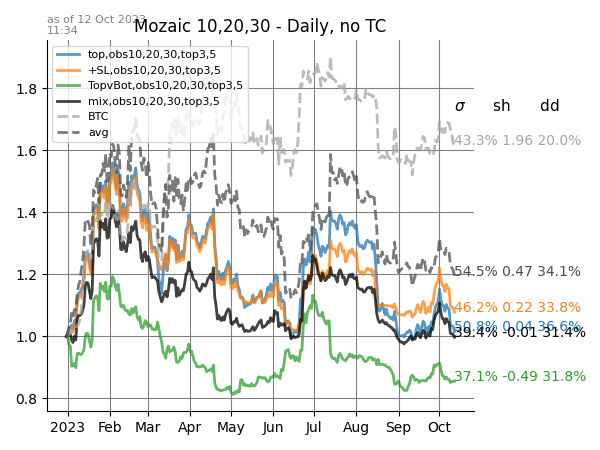 as of 12 Oct 2023
11:34
Mozaic 10,20,30 - Daily, no TC
top,obs10,20,30,top3,5
+SL,obs10,20,30,top3,5
TopvBot,obs10,20,30,top3,5
mix,obs10,20,30,top3,5
BTC
avg
σ sh dd
43.3% 1.96 20.0%
54.5% 0.47 34.1%
46.2% 0.22 33.8%
50.8% 0.04 36.6%
39.4% -0.01 31.4%
37.1% -0.49 31.8%
1.8
1.6
1.4
1.2
1.0
0.8
2023 Feb Mar Apr May Jun Jul Aug Sep Oct